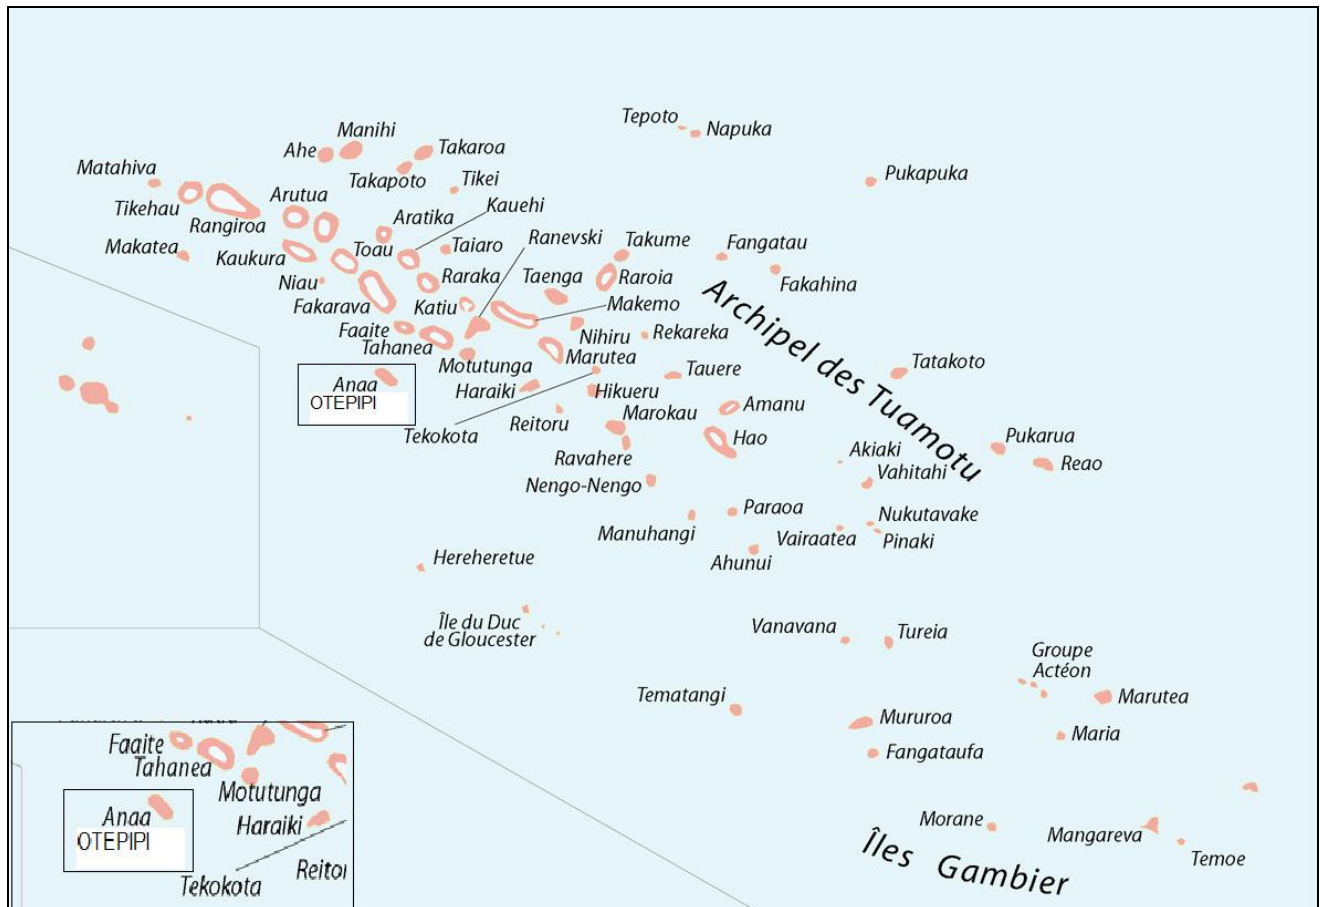 Tepoto
Napuka
Manihi
Ahe
Takaroa
Matahiva
Takapoto
Tikei
Pukapuka
Tikehau
Arutua
Kauehi
Rangiroa
Aratika
Makatea
Kaukura
Toau
Taiaro
Ranevski
Takume
Fangatau
Niau
Raraka
Taenga
Raroia
Fakahina
Fakarava
Katiu
Makemo
Archipel des Tuamotu
Faaite
Nihiru
Rekareka
Tahanea
Marutea
Motutunga
Tauere
Tatakoto
Anaa
OTEPIPI
Haraiki
Hikueru
Amanu
Tekokota
Reitoru
Marokau
Hao
Pukarua
Ravahere
Akiaki
Reao
Vahitahi
Nengo-Nengo
Paraoa
Nukutavake
Manuhangi
Vairaatea
Pinaki
Hereheretue
Ahunui
Île du Duc
de Gloucester
Vanavana
Tureia
Groupe
Actéon
Tematangi
Marutea
Mururoa
Maria
Fangataufa
Morane
Mangareva
Temoe
Îles Gambier
Faaite
Tahanea
Motutunga
Anaa
OTEPIPI
Haraiki
Tekokota
Reitor